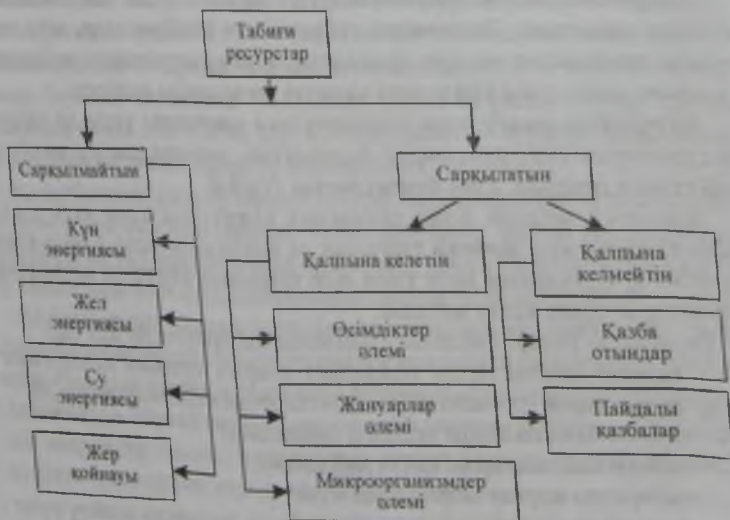 Табиғи
ресурстар
Сарқылмайтын
Сарқылатын
Күн
энергиясы
Жел
энергиясы
Су
энергиясы
Жер
қойнауы
Қалпына келетін
Өсімдіктер
әлемі
Жануарлар
әлемі
Микроорганизмдер
әлемі
Қалпына
келмейтін
Қазба
отындар
Пайдалы
қазбалар